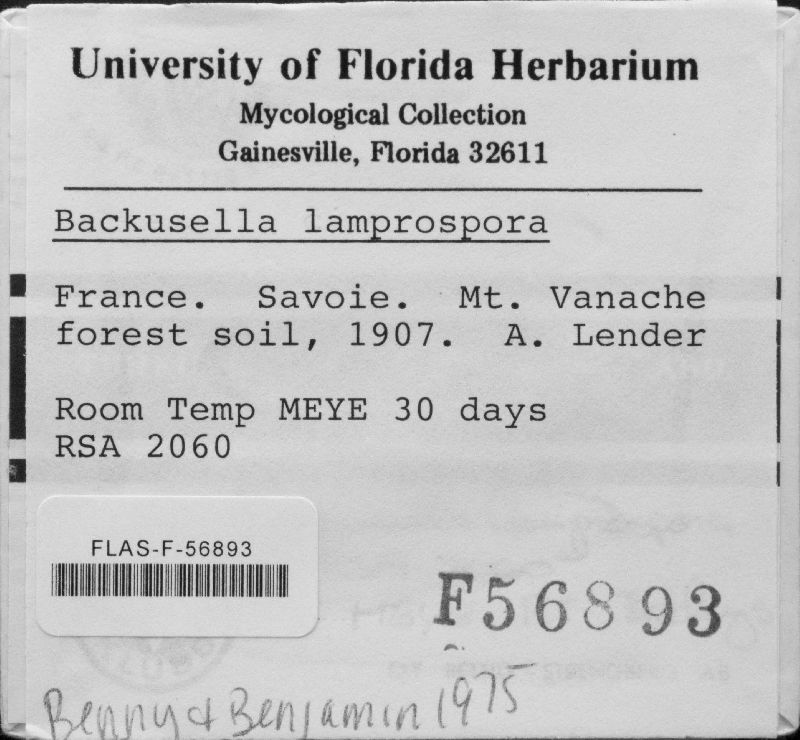 University of Florida Herbarium
Mycological Collection
Gainesville, Florida 32611
Backusella lamprospora
France. Savoie. Mt. Vanache
forest soil, 1907. A. Lender
Room Temp MEYE 30 days
RSA 2060
FLAS-F-56893
F56893
Benny & Benjamin 1975